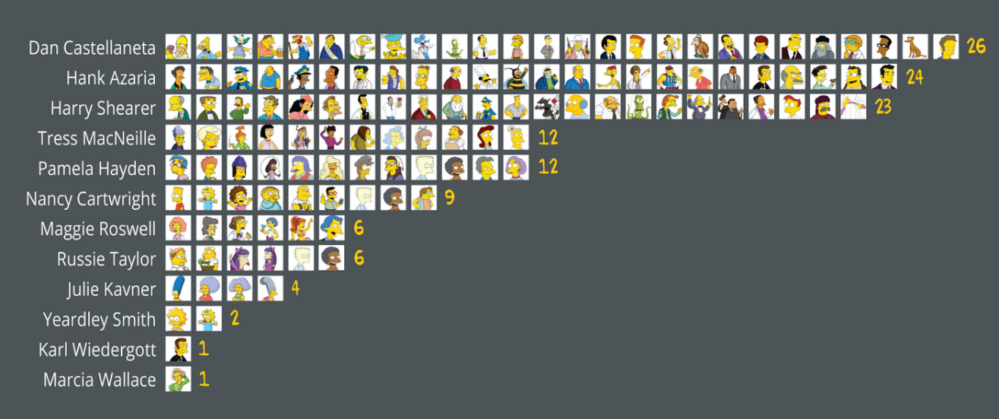 Dan Castellaneta 26
Hank Azaria 24
Harry Shearer 23
Tress MacNeille 12
Pamela Hayden 12
Nancy Cartwright 9
Maggie Roswell 6
Russie Taylor 6
Julie Kavner 4
Yeardley Smith 2
Karl Wiedergott 1
Marcia Wallace 1